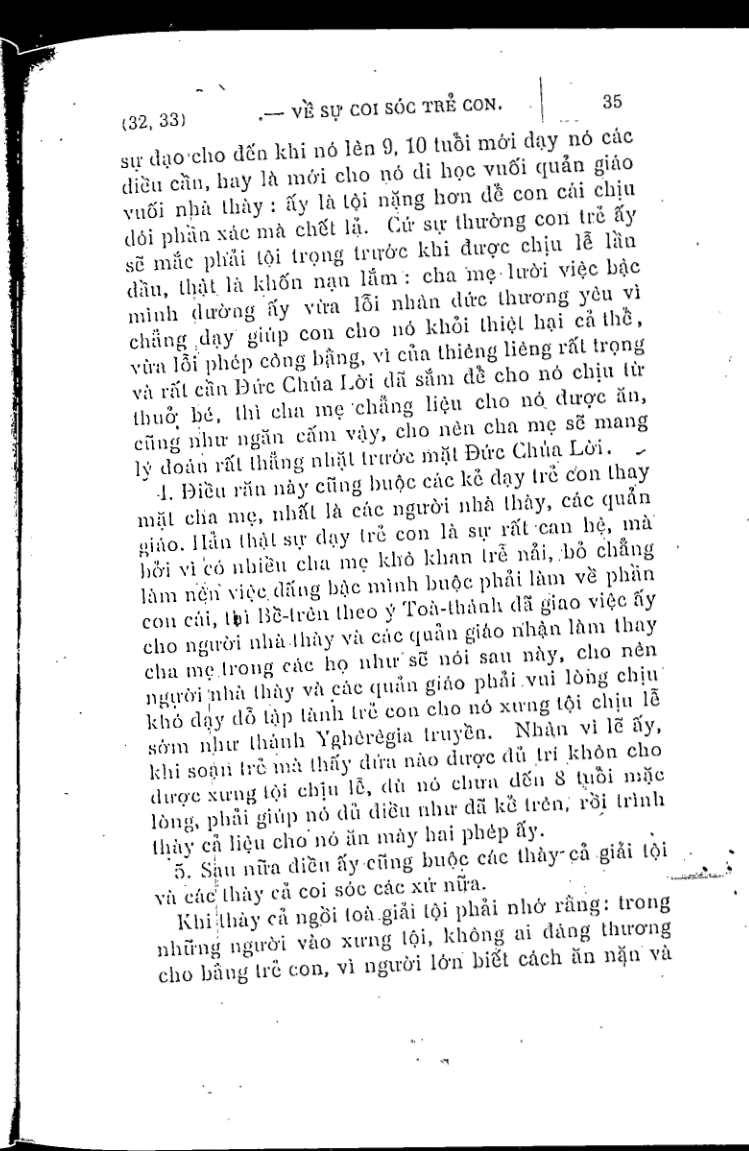 (32, 33) .— VỀ SỰ COI SÓC TRẺ CON. 35
sự đạo cho đến khi nó lên 9, 10 tuổi mới dạy nó các
điều cần, hay là mới cho nó đi học vuối quản giáo
vuối nhà thày : ấy là tội nặng hơn để con cái chịu
đói phần xác mà chết lả. Cứ sự thường con trẻ ấy
sẽ mắc phải tội trọng trước khi được chịu lễ lần
đầu, thật là khốn nạn lắm : cha mẹ lười việc bậc
mình dường ấy vừa lỗi nhân đức thương yêu vì
chẳng dạy giúp con cho nó khỏi thiệt hại cả thể,
vừa lỗi phép công bằng, vì của thiêng liêng rất trọng
và rất cần Đức Chúa Lời đã sắm để cho nó chịu từ
thuở bé, thì cha mẹ chẳng liệu cho nó được ăn,
cũng như ngăn cấm vậy, cho nên cha mẹ sẽ mang
lý đoán rất thẳng nhặt trước mặt Đức Chúa Lời.
4. Điều răn này cũng buộc các kẻ dạy trẻ con thay
mặt cha mẹ, nhất là các người nhà thày, các quản
giáo. Hẳn thật sự dạy trẻ con là sự rất can hệ, mà
bởi vì có nhiều cha mẹ khô khan trễ nải, bỏ chẳng
làm nên việc đấng bậc mình buộc phải làm về phần
con cái, thì Bề-trên theo ý Toà-thánh đã giao việc ấy
cho người nhà thày và các quản giáo nhận làm thay
cha mẹ trong các họ như sẽ nói sau này, cho nên
người nhà thày và các quản giáo phải vui lòng chịu
khó dạy dỗ tập tành trẻ con cho nó xưng tội chịu lễ
sớm như thánh Yghêrêgia truyền. Nhân vì lẽ ấy,
khi soạn trẻ mà thấy đứa nào được đủ trí khôn cho
được xưng tội chịu lễ, dù nó chưa đến 8 tuổi mặc
lòng, phải giúp nó đủ điều như đã kể trên, rồi trình
thày cả liệu cho nó ăn mày hai phép ấy.
5. Sau nữa điều ấy cũng buộc các thày cả giải tội
và các thày cả coi sóc các xứ nữa.
Khi thày cả ngồi toà giải tội phải nhớ rằng: trong
những người vào xưng tội, không ai đáng thương
cho bằng trẻ con, vì người lớn biết cách ăn năn và